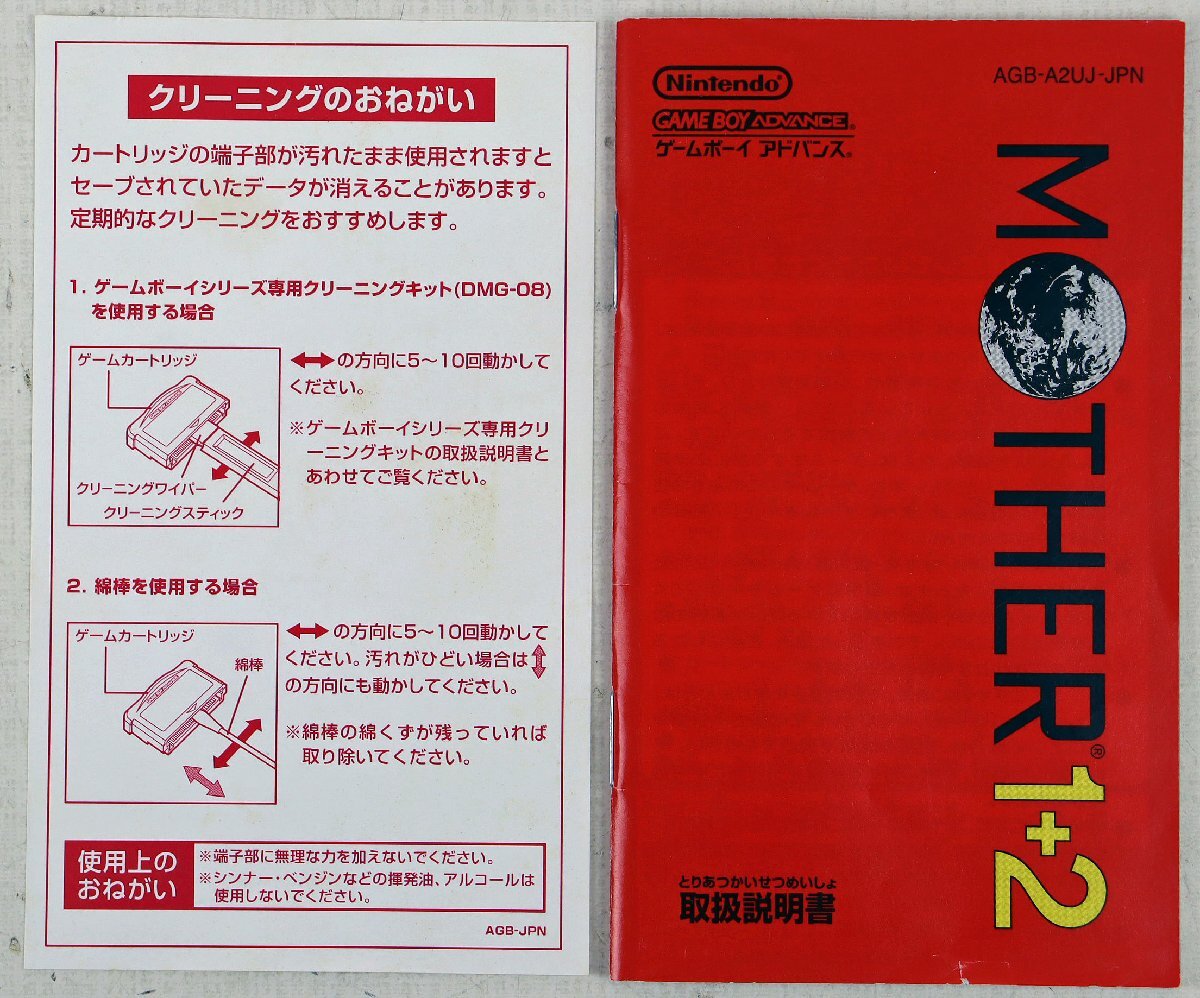 クリーニングのおねがい
カートリッジの端子部が汚れたまま使用されますと
セーブされていたデータが消えることがあります。
定期的なクリーニングをおすすめします。
1. ゲームボーイシリーズ専用クリーニングキット(DMG-08)
を使用する場合
ゲームカートリッジ
クリーニングワイパー
クリーニングスティック
の方向に5～10回動かして
ください。
※ゲームボーイシリーズ専用クリ
ーニングキットの取扱説明書と
あわせてご覧ください。
2. 綿棒を使用する場合
ゲームカートリッジ
綿棒
の方向に5～10回動かして
ください。汚れがひどい場合は
の方向にも動かしてください。
※綿棒の綿くずが残っていれば
取り除いてください。
使用上の
おねがい
※端子部に無理な力を加えないでください。
※シンナー・ベンジンなどの揮発油、アルコールは
使用しないでください。
AGB-JPN
Nintendo
GAME BOY ADVANCE®
ゲームボーイ アドバンス®
AGB-A2UJ-JPN
MOTHER®1+2
とりあつかいせつめいしょ
取扱説明書